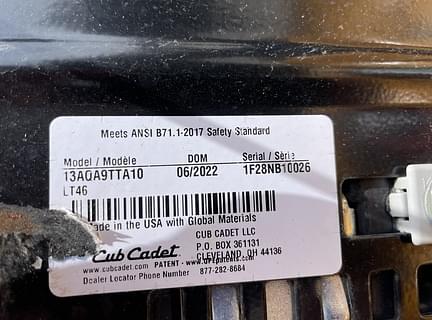 Meets ANSI B71.1-2017 Safety Standard
Model / Modèle DOM Serial / Série
13AQA9TTA10 06/2022 1F28NB10026
LT46
in the USA with Global Materials
CUB CADET LLC
Cub Cadet P.O. BOX 361131
CLEVELAND, OH 44136
www.cubcadet.com PATENT -
Dealer Locator Phone Number 877-282-8684